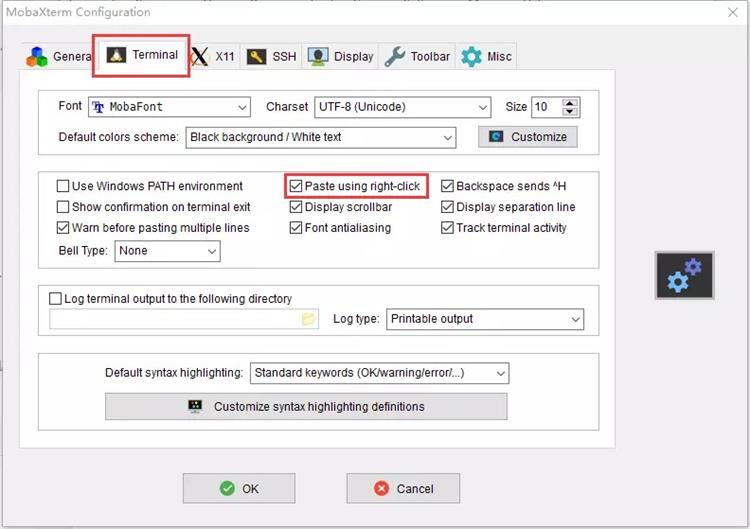 MobaXterm Configuration
General Terminal X11 SSH Display Toolbar Misc
Font MobaFont Charset UTF-8 (Unicode) Size 10
Default colors scheme: Black background / White text Customize
Use Windows PATH environment Paste using right-click Backspace sends ^H
Show confirmation on terminal exit Display scrollbar Display separation line
Warn before pasting multiple lines Font antialiasing Track terminal activity
Bell Type: None
Log terminal output to the following directory
Log type: Printable output
Default syntax highlighting: Standard keywords (OK/warning/error/...)
Customize syntax highlighting definitions
OK Cancel